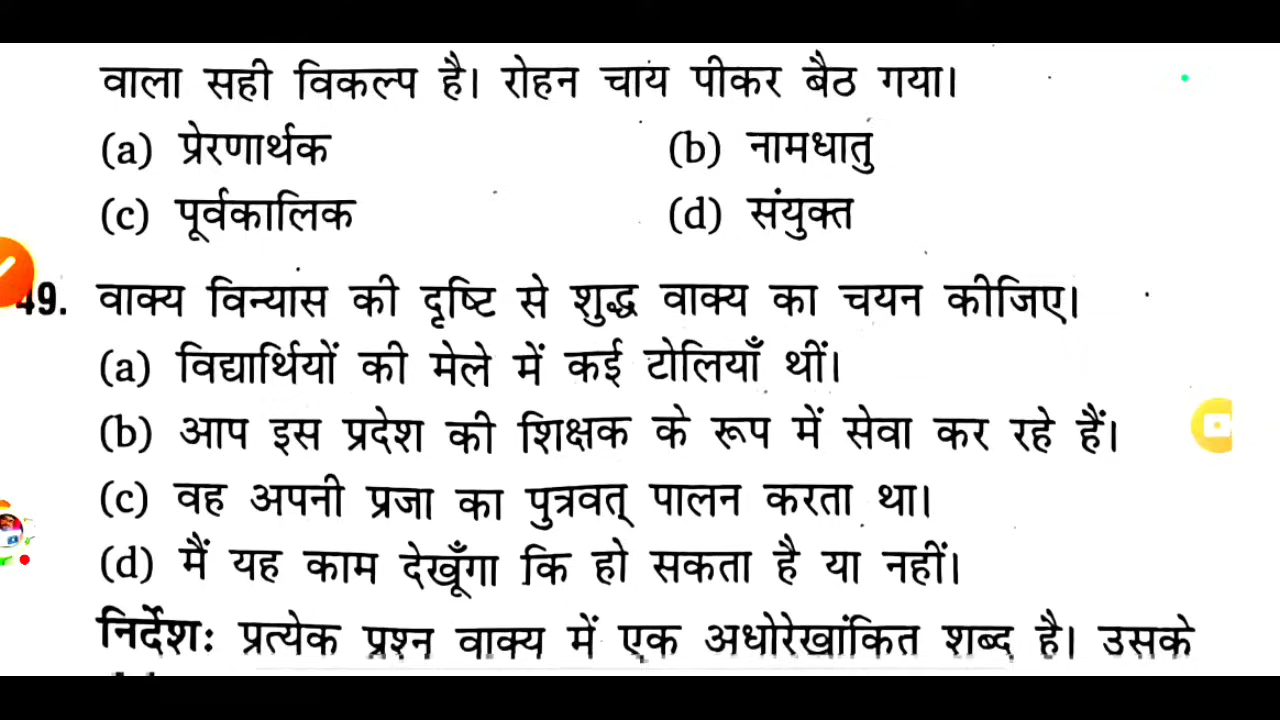 वाला सही विकल्प है। रोहन चाय पीकर बैठ गया।
(a) प्रेरणार्थक (b) नामधातु
(c) पूर्वकालिक (d) संयुक्त
49. वाक्य विन्यास की दृष्टि से शुद्ध वाक्य का चयन कीजिए।
(a) विद्यार्थियों की मेले में कई टोलियाँ थीं।
(b) आप इस प्रदेश की शिक्षक के रूप में सेवा कर रहे हैं।
(c) वह अपनी प्रजा का पुत्रवत् पालन करता था।
(d) मैं यह काम देखूँगा कि हो सकता है या नहीं।
निर्देशः प्रत्येक प्रश्न वाक्य में एक अधोरेखांकित शब्द है। उसके